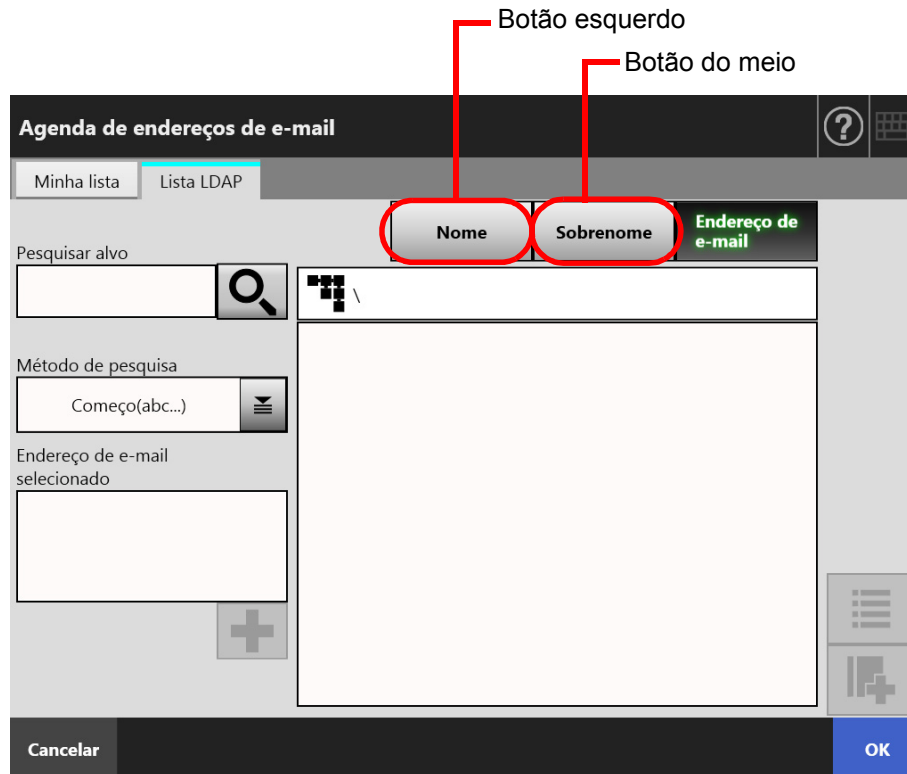 Botão esquerdo
Botão do meio
Agenda de endereços de e-mail
?
Minha lista
Lista LDAP
Nome
Sobrenome
Endereço de
e-mail
Pesquisar alvo
\
Método de pesquisa
Começo(abc...)
Endereço de e-mail
selecionado
Cancelar
OK